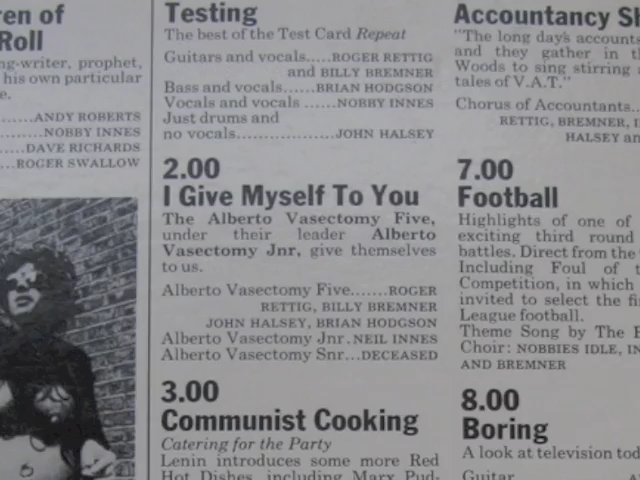 ren of
Roll
ng-writer, prophet,
his own particular
e.
ANDY ROBERTS
NOBBY INNES
DAVE RICHARDS
ROGER SWALLOW
Testing
The best of the Test Card Repeat
Guitars and vocals.....ROGER RETTIG
and BILLY BREMNER
Bass and vocals......BRIAN HODGSON
Vocals and vocals ......NOBBY INNES
Just drums and
no vocals.....................JOHN HALSEY
2.00
I Give Myself To You
The Alberto Vasectomy Five,
under their leader Alberto
Vasectomy Jnr, give themselves
to us.
Alberto Vasectomy Five.......ROGER
RETTIG, BILLY BREMNER
JOHN HALSEY, BRIAN HODGSON
Alberto Vasectomy Jnr.NEIL INNES
Alberto Vasectomy Snr...DECEASED
3.00
Communist Cooking
Catering for the Party
Lenin introduces some more Red
Hot Dishes, including Marx Pud-
Accountancy Sh
"The long day's accounts
and they gather in th
Woods to sing stirring
tales of V.A.T."
Chorus of Accountants..
RETTIG, BREMNER, I
HALSEY an
7.00
Football
Highlights of one of
exciting third round
battles. Direct from the
Including Foul of t
Competition, in which
invited to select the fi
League football.
Theme Song by The B
Choir: NOBBIES IDLE, IN
AND BREMNER
8.00
Boring
A look at television tod
Guitar